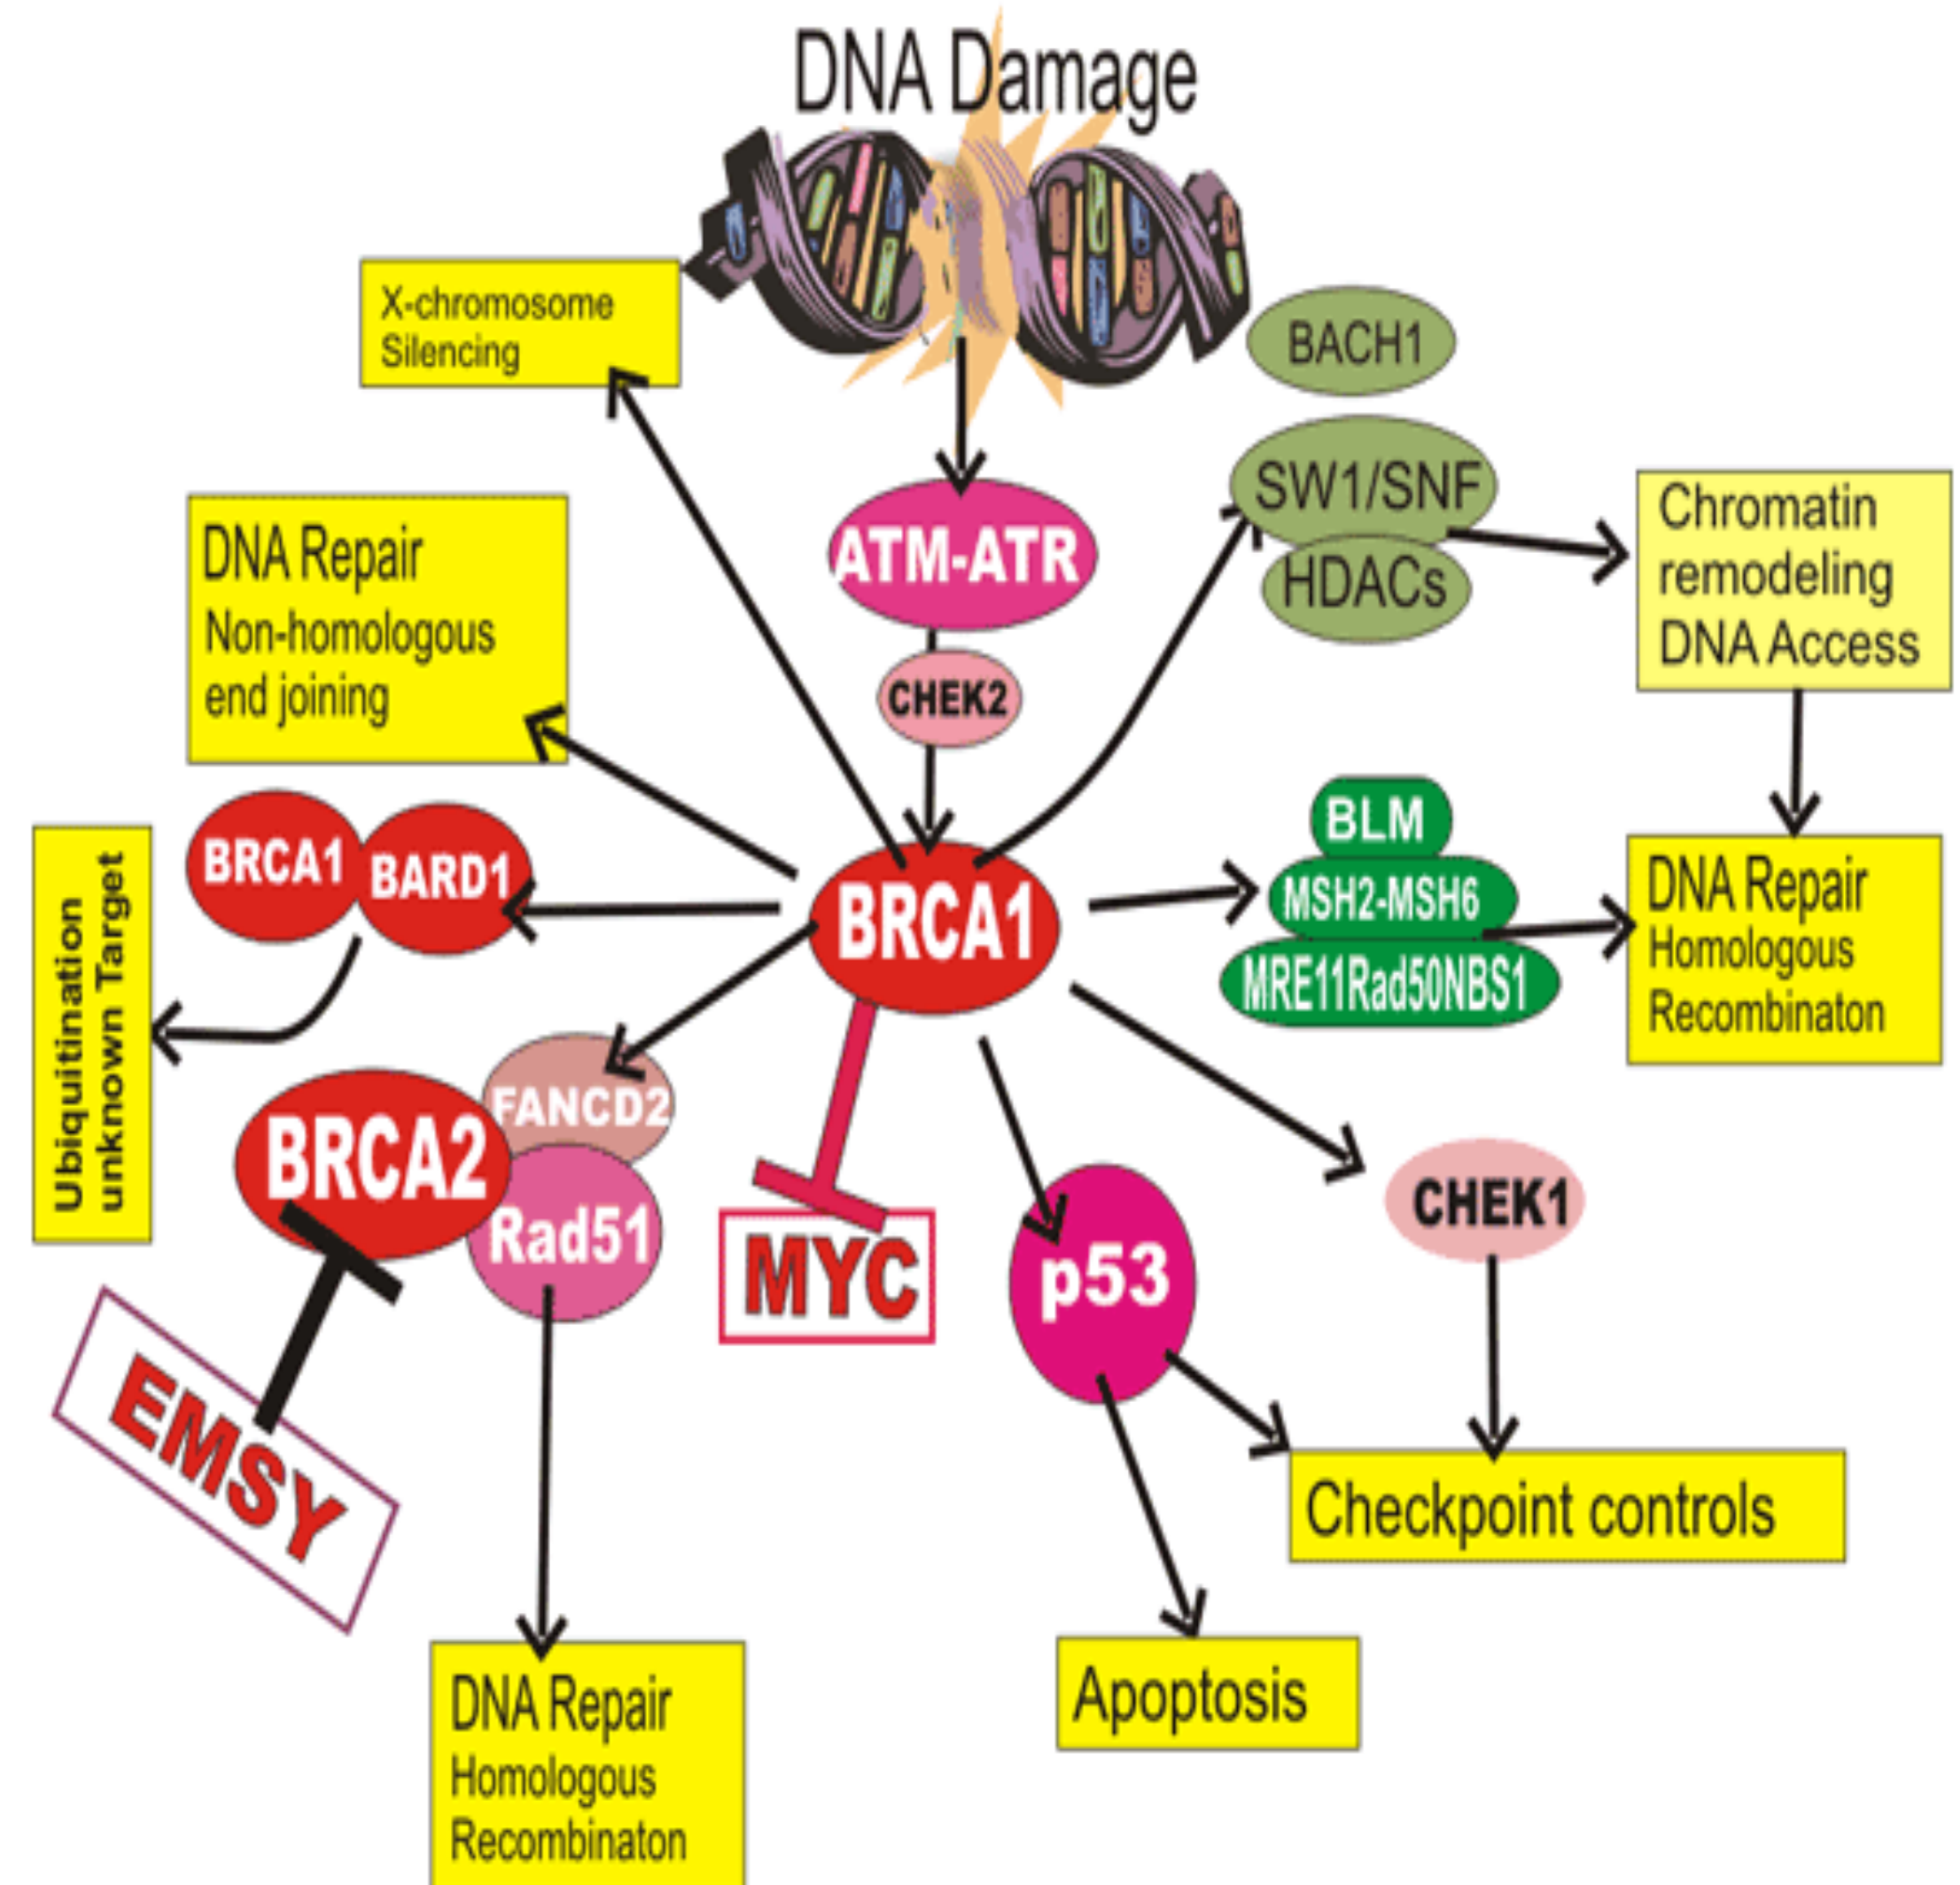 DNA Damage
X-chromosome
Silencing
BACH1
SW1/SNF
HDACs
Chromatin
remodeling
DNA Access
DNA Repair
Non-homologous
end joining
ATM-ATR
CHEK2
BRCA1
BARD1
BRCA1
BLM
MSH2-MSH6
MRE11Rad50NBS1
DNA Repair
Homologous
Recombinaton
Ubiquitination
unknown Target
FANCD2
BRCA2
Rad51
MYC
p53
CHEK1
EMSY
Checkpoint controls
Apoptosis
DNA Repair
Homologous
Recombinaton